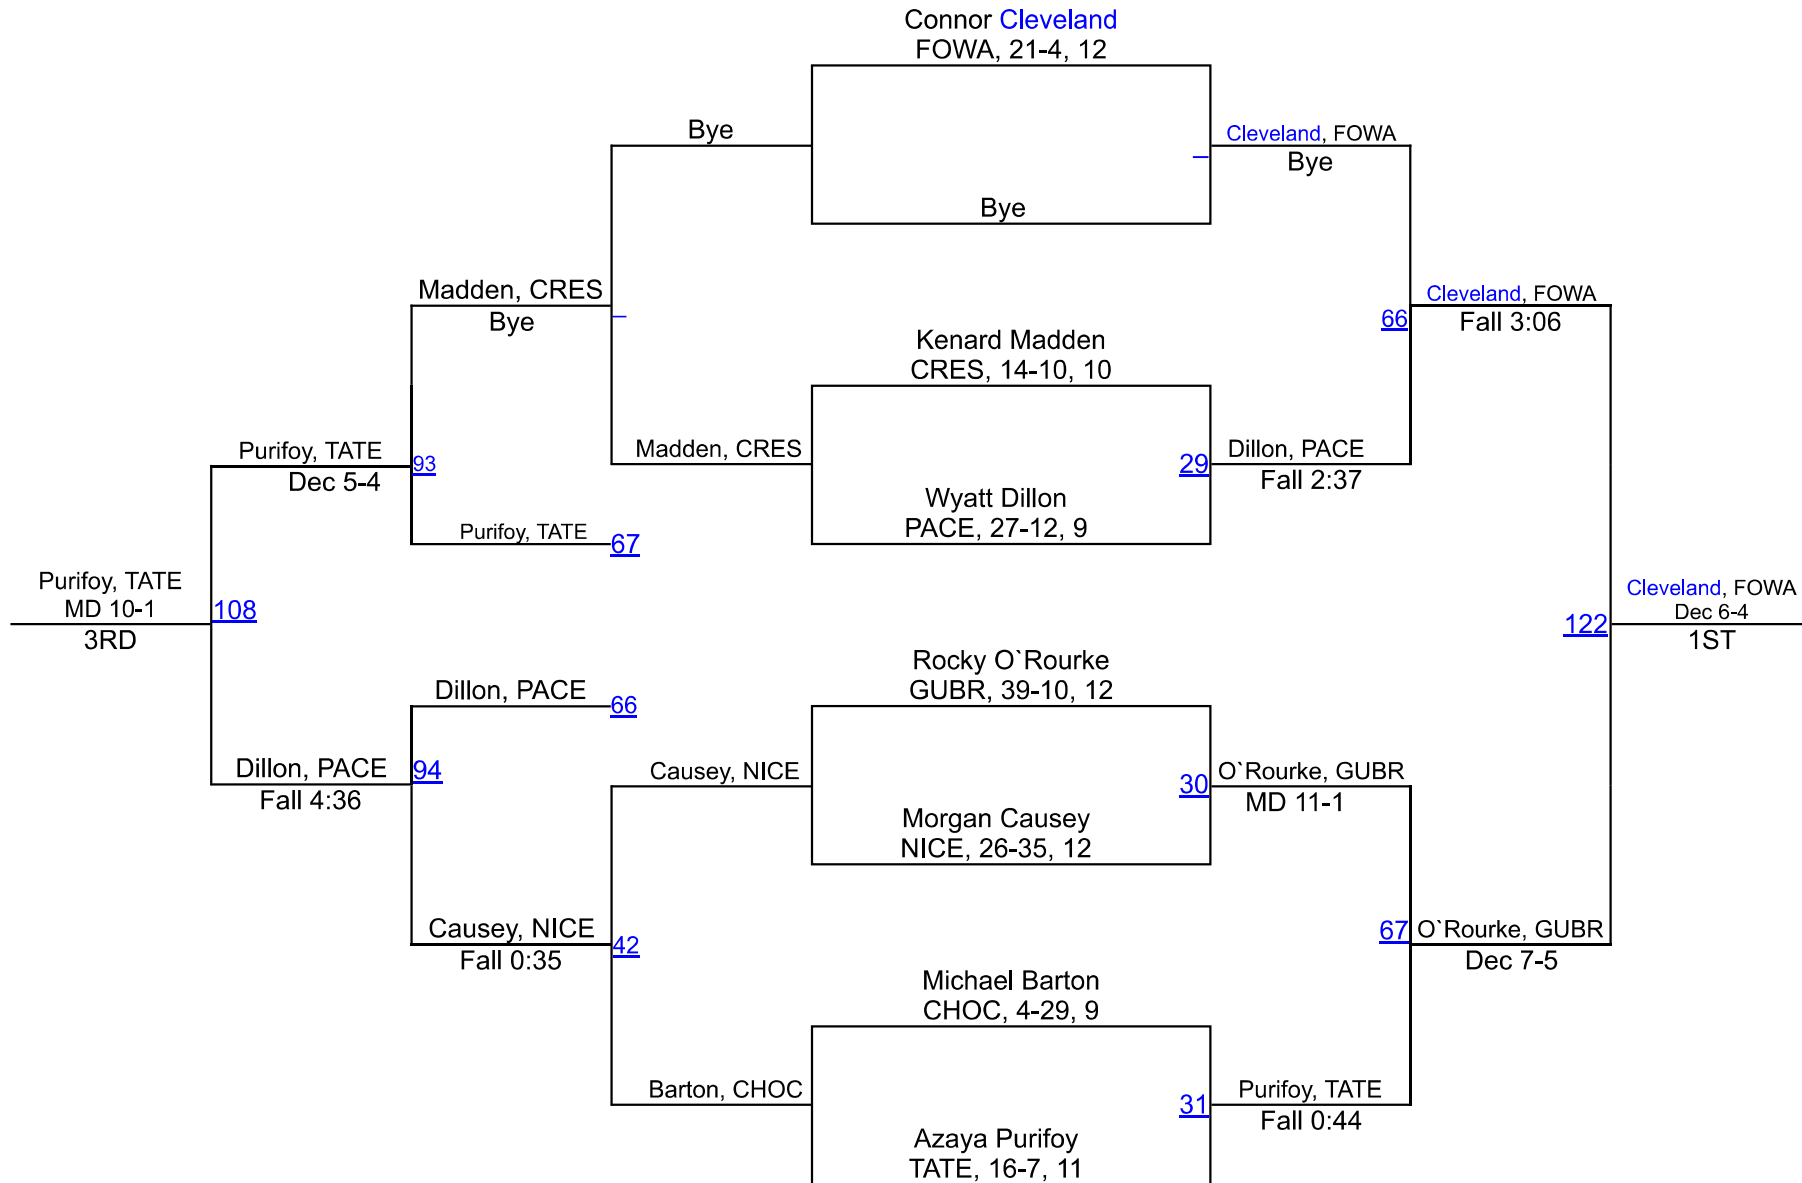 Connor Cleveland
FOWA, 21-4, 12
Bye
Cleveland, FOWA
Bye
Bye
Madden, CRES
Bye
Cleveland, FOWA
66
Fall 3:06
Kenard Madden
CRES, 14-10, 10
Purifoy, TATE
93
Dec 5-4
Madden, CRES
29
Dillon, PACE
Fall 2:37
Wyatt Dillon
PACE, 27-12, 9
Purifoy, TATE
67
Purifoy, TATE
MD 10-1
108
3RD
Cleveland, FOWA
Dec 6-4
122
1ST
Rocky O`Rourke
GUBR, 39-10, 12
Dillon, PACE
66
Dillon, PACE
94
Fall 4:36
Causey, NICE
30
O`Rourke, GUBR
MD 11-1
Morgan Causey
NICE, 26-35, 12
Causey, NICE
42
Fall 0:35
67
O`Rourke, GUBR
Dec 7-5
Michael Barton
CHOC, 4-29, 9
Barton, CHOC
31
Purifoy, TATE
Fall 0:44
Azaya Purifoy
TATE, 16-7, 11